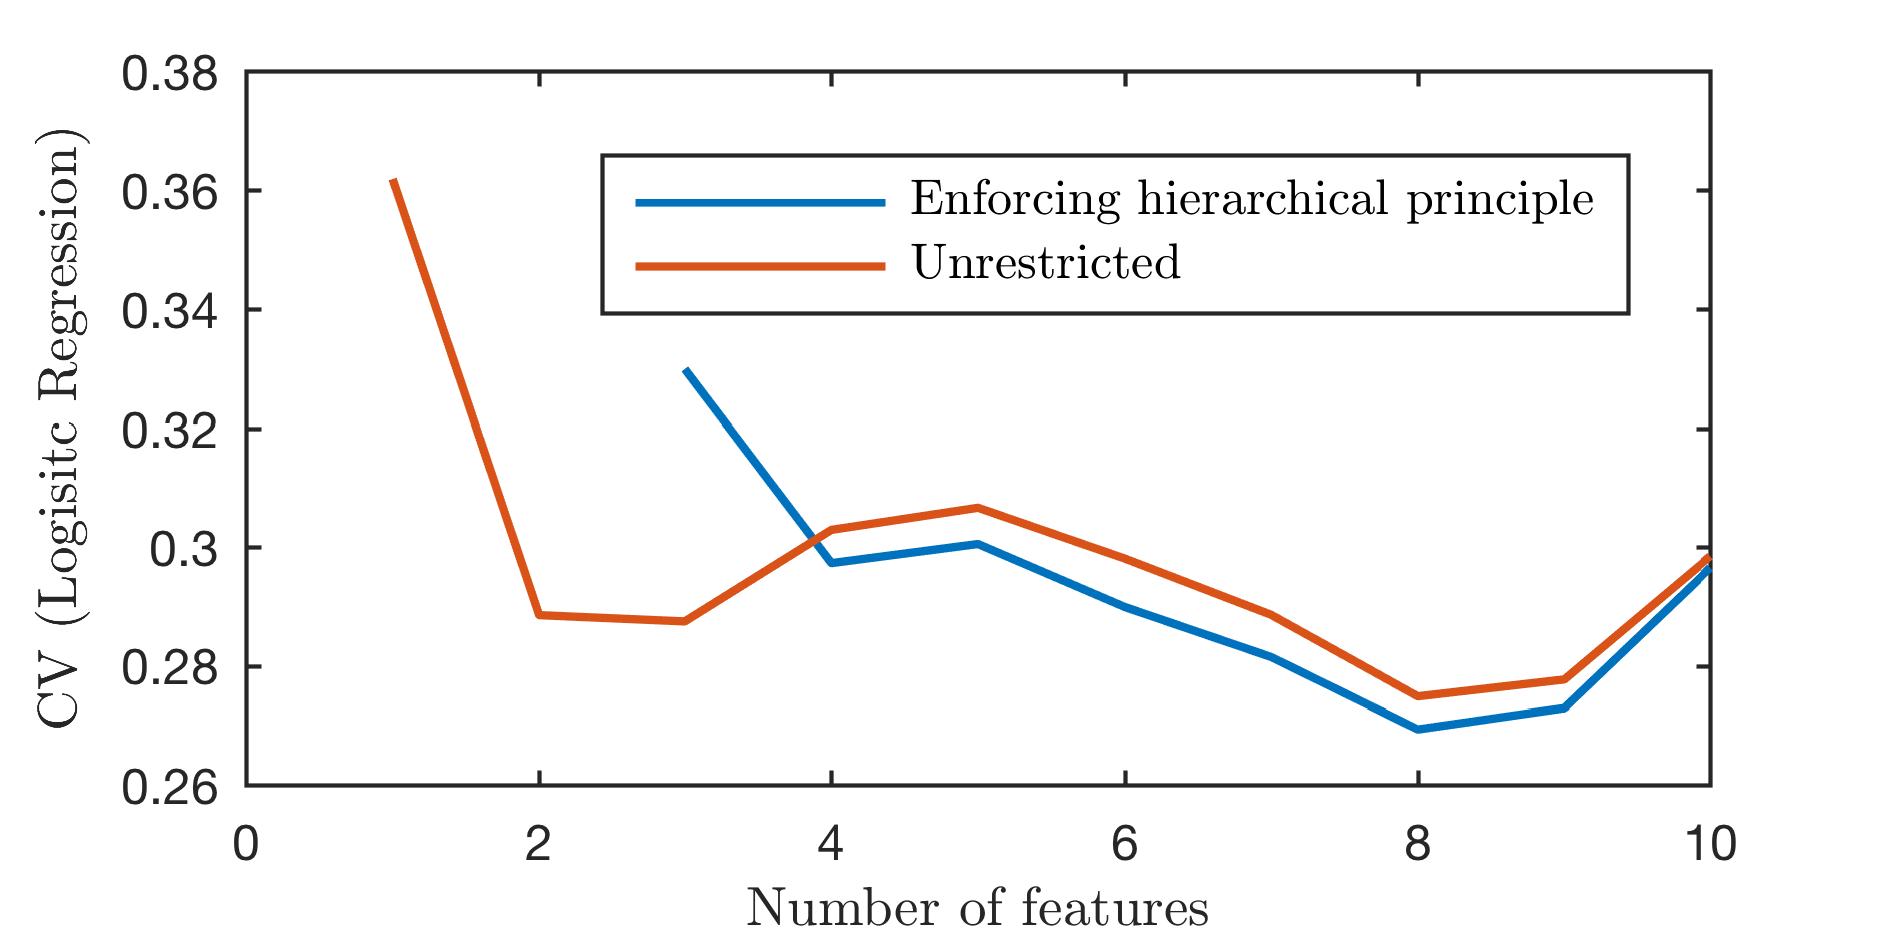 0.38
0.36
0.34
0.32
0.3
0.28
0.26
CV (Logisitc Regression)
Enforcing hierarchical principle
Unrestricted
0 2 4 6 8 10
Number of features